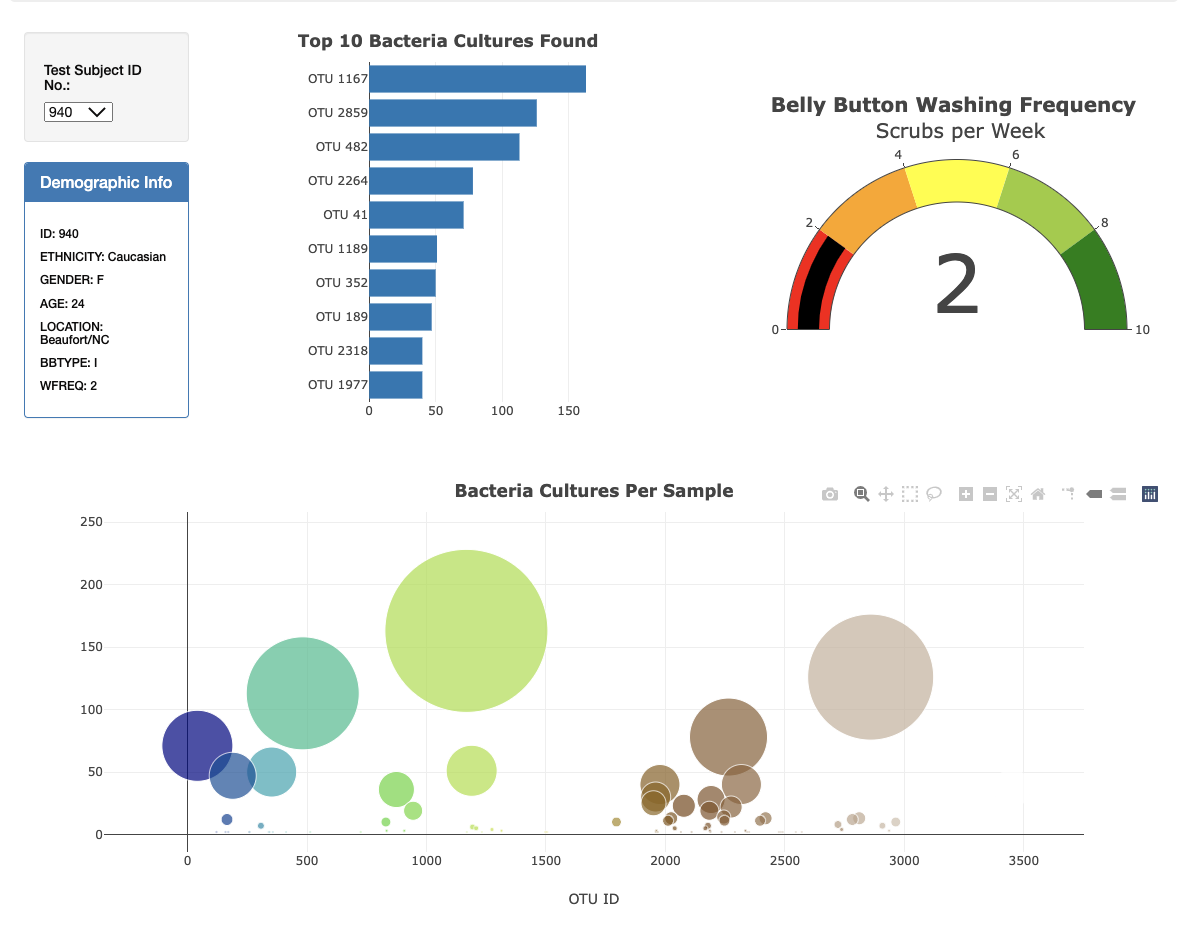 Test Subject ID
No.:
940
Demographic Info
ID: 940
ETHNICITY: Caucasian
GENDER: F
AGE: 24
LOCATION:
Beaufort/NC
BBTYPE: I
WFREQ: 2
Top 10 Bacteria Cultures Found
OTU 1167
OTU 2859
OTU 482
OTU 2264
OTU 41
OTU 1189
OTU 352
OTU 189
OTU 2318
OTU 1977
0 50 100 150
Belly Button Washing Frequency
Scrubs per Week
4 6
2 8
2
0 10
Bacteria Cultures Per Sample
250
200
150
100
50
0
0 500 1000 1500 2000 2500 3000 3500
OTU ID